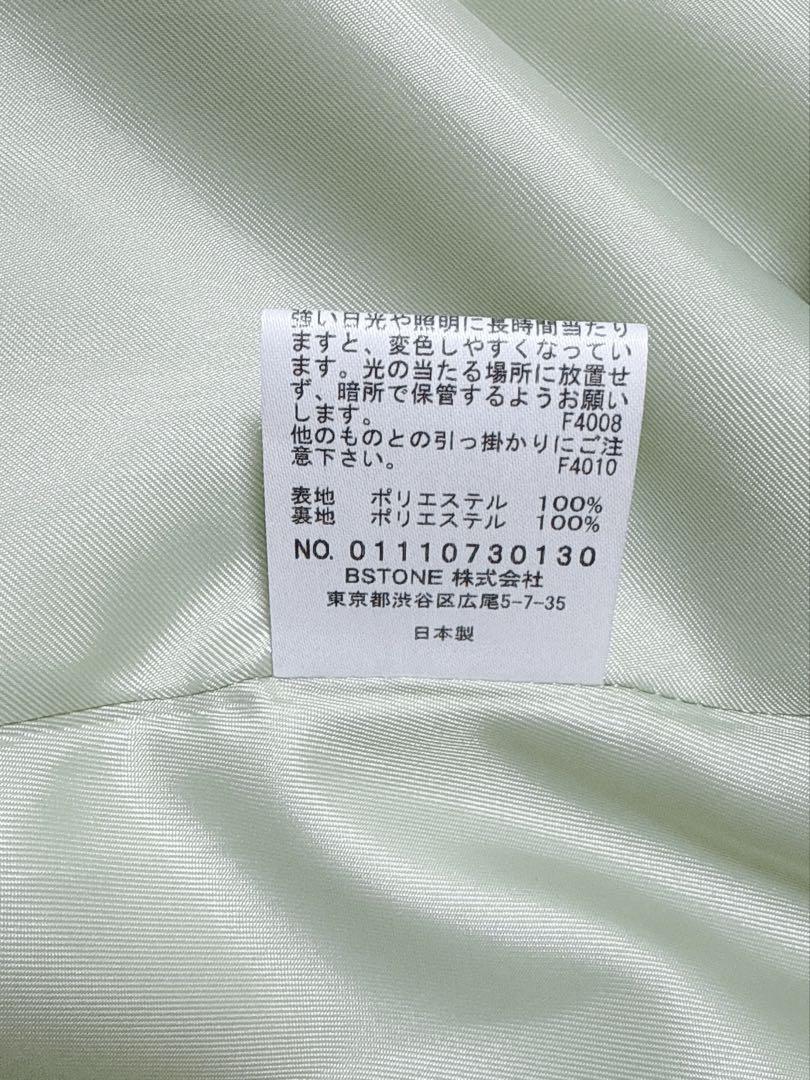 強い日光や照明に長時間当たり
ますと、変色しやすくなってい
ます。光の当たる場所に放置せ
ず、暗所で保管するようお願い
します。 F4008
他のものとの引っ掛かりにご注
意下さい。 F4010
表地 ポリエステル 100%
裏地 ポリエステル 100%
NO. 01110730130
BSTONE 株式会社
東京都渋谷区広尾5-7-35
日本製